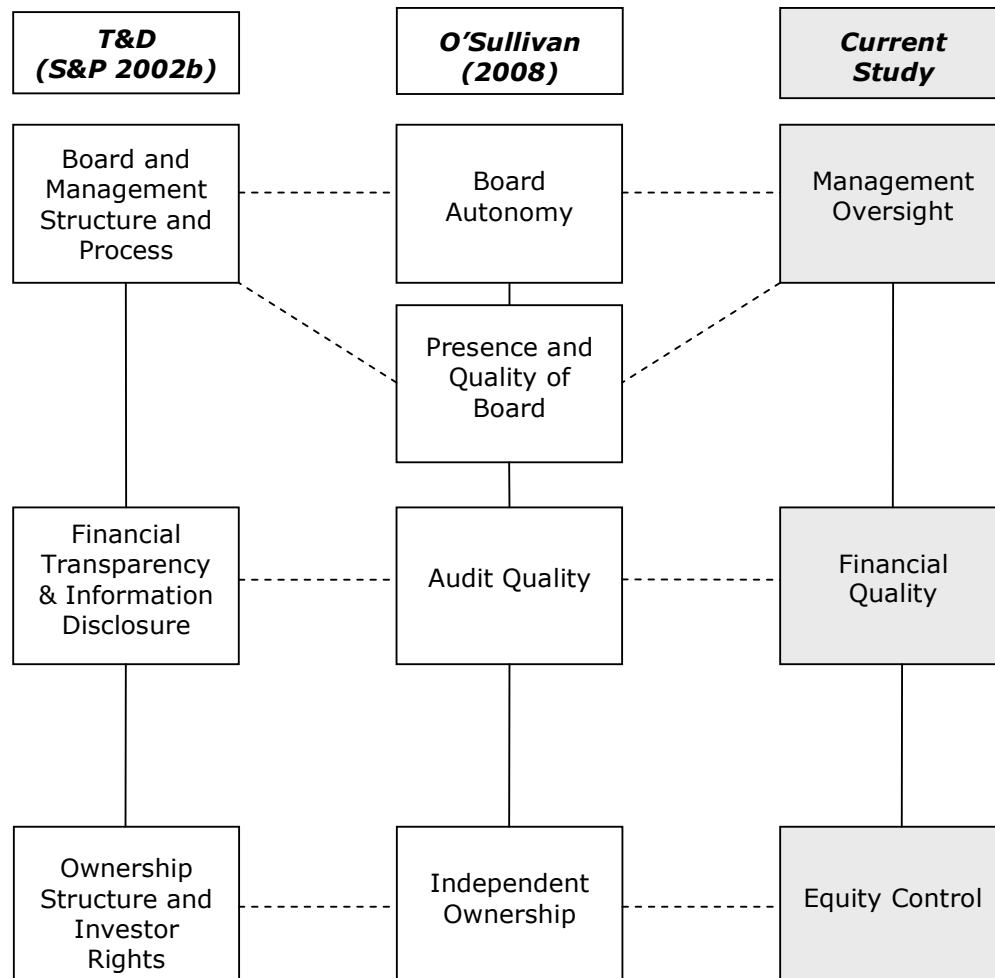 T&D
(S&P 2002b)
O’Sullivan
(2008)
Current
Study
Board and
Management
Structure and
Process
Board
Autonomy
Management
Oversight
Presence and
Quality of
Board
Financial
Transparency
& Information
Disclosure
Audit Quality
Financial
Quality
Ownership
Structure and
Investor
Rights
Independent
Ownership
Equity Control